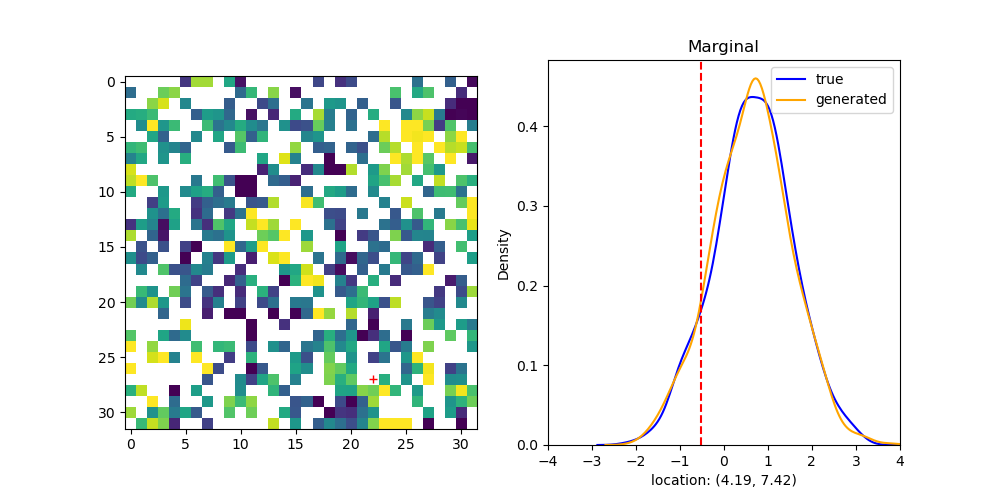 Marginal
true
generated
Density
0
5
10
15
20
25
30
0 5 10 15 20 25 30
0.4
0.3
0.2
0.1
0.0
−4 −3 −2 −1 0 1 2 3 4
location: (4.19, 7.42)